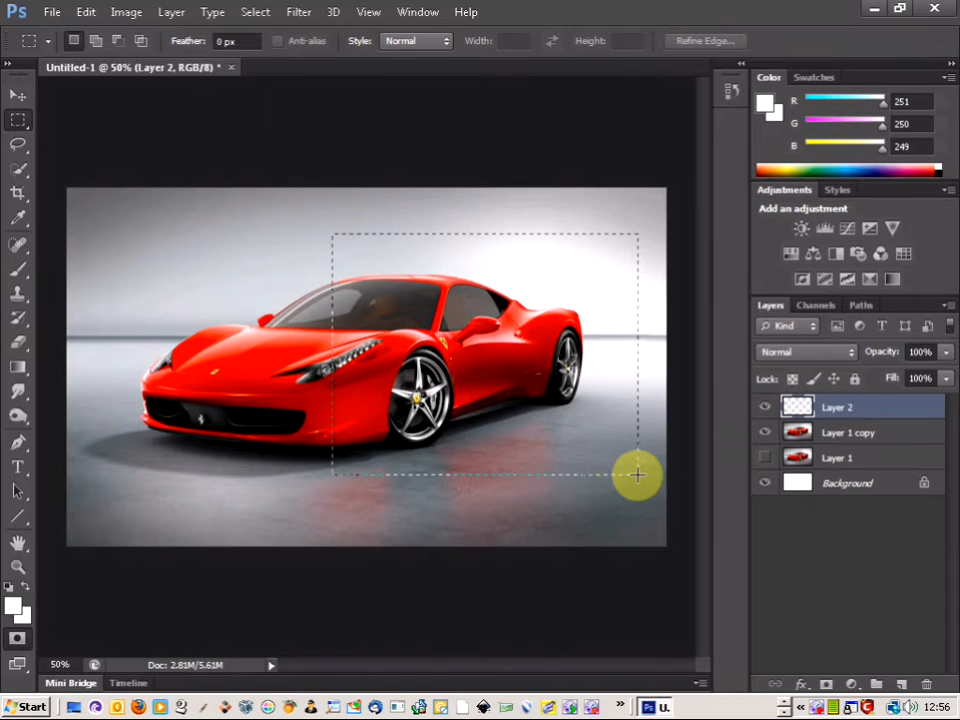 Ps File Edit Image Layer Type Select Filter 3D View Window Help
Feather: 0 px Anti-alias Style: Normal Width: Height: Refine Edge...
Untitled-1 @ 50% (Layer 2, RGB/8) * ×
Color Swatches
R 251
G 250
B 249
Adjustments Styles
Add an adjustment
Layers Channels Paths
Kind
Normal Opacity: 100%
Lock: Fill: 100%
Layer 2
Layer 1 copy
Layer 1
Background
50% Doc: 2.81M/5.61M
Mini Bridge Timeline
Start Ps U. 12:56